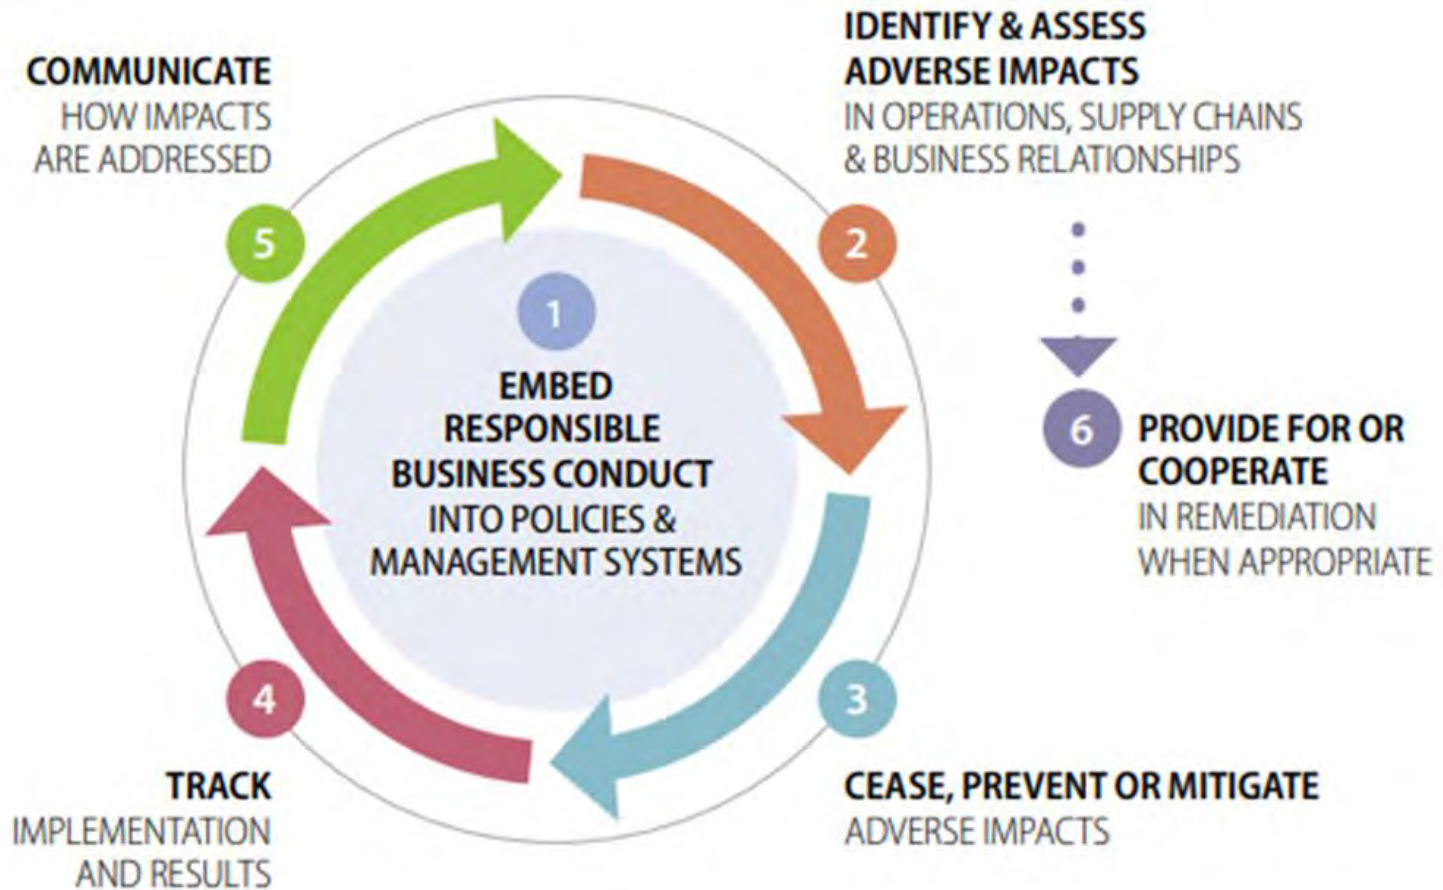 COMMUNICATE
HOW IMPACTS
ARE ADDRESSED
5
IDENTIFY & ASSESS
ADVERSE IMPACTS
IN OPERATIONS, SUPPLY CHAINS
& BUSINESS RELATIONSHIPS
2
1
EMBED
RESPONSIBLE
BUSINESS CONDUCT
INTO POLICIES &
MANAGEMENT SYSTEMS
6
PROVIDE FOR OR
COOPERATE
IN REMEDIATION
WHEN APPROPRIATE
4
TRACK
IMPLEMENTATION
AND RESULTS
3
CEASE, PREVENT OR MITIGATE
ADVERSE IMPACTS